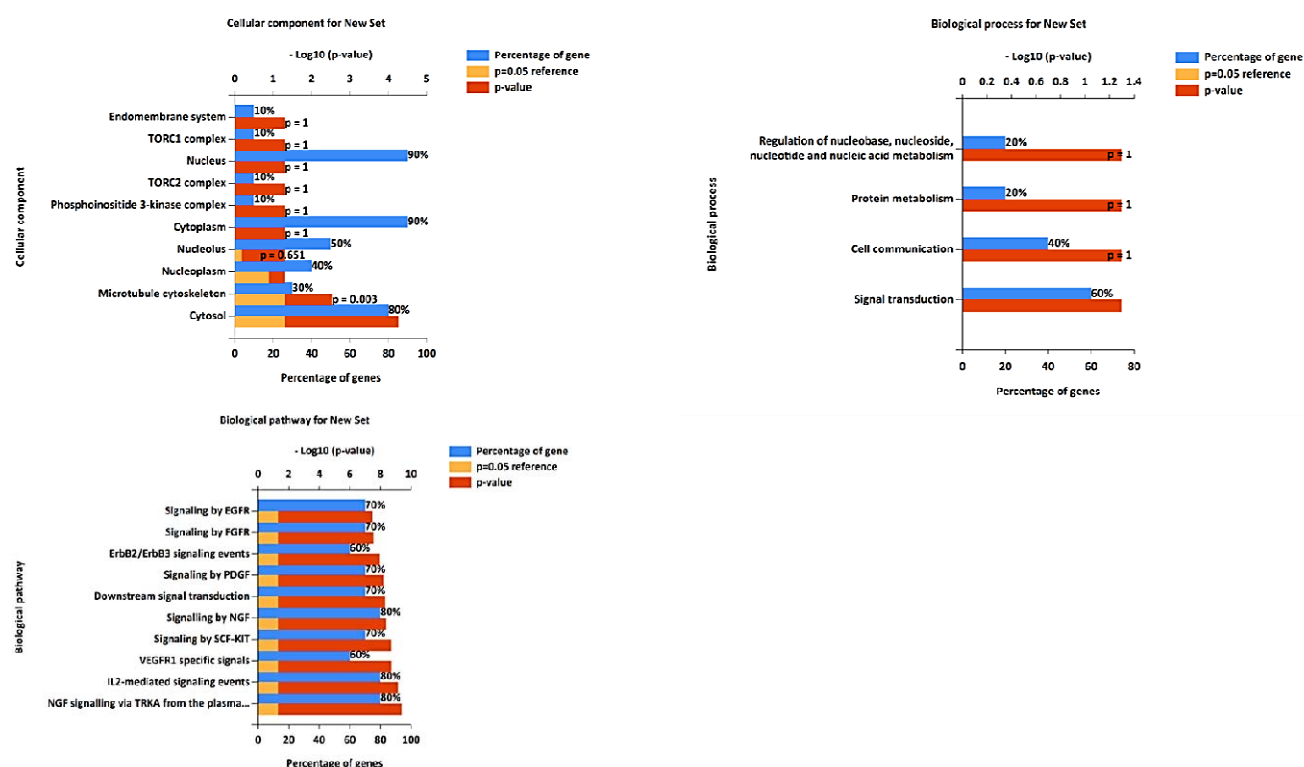 Cellular component for New Set
- Log10 (p-value)
0 1 2 3 4 5
Percentage of gene
p=0.05 reference
p-value
Cellular component
Endomembrane system
10%
p = 1
TORC1 complex
10%
p = 1
Nucleus
90%
p = 1
TORC2 complex
10%
p = 1
Phosphoinositide 3-kinase complex
10%
p = 1
Cytoplasm
90%
p = 1
Nucleolus
50%
p = 0.651
Nucleoplasm
40%
Microtubule cytoskeleton
30%
p = 0.003
Cytosol
80%
0 20 40 60 80 100
Percentage of genes
Biological process for New Set
- Log10 (p-value)
0 0.2 0.4 0.6 0.8 1 1.2 1.4
Percentage of gene
p=0.05 reference
p-value
Biological process
Regulation of nucleobase, nucleoside,
nucleotide and nucleic acid metabolism
20%
p = 1
Protein metabolism
20%
p = 1
Cell communication
40%
p = 1
Signal transduction
60%
0 20 40 60 80
Percentage of genes
Biological pathway for New Set
- Log10 (p-value)
0 2 4 6 8 10
Percentage of gene
p=0.05 reference
p-value
Biological pathway
Signaling by EGFR
70%
Signaling by FGFR
70%
ErbB2/ErbB3 signaling events
60%
Signaling by PDGF
70%
Downstream signal transduction
70%
Signalling by NGF
80%
Signaling by SCF-KIT
70%
VEGFR1 specific signals
60%
IL2-mediated signaling events
80%
NGF signalling via TRKA from the plasma...
80%
0 20 40 60 80 100
Percentage of genes